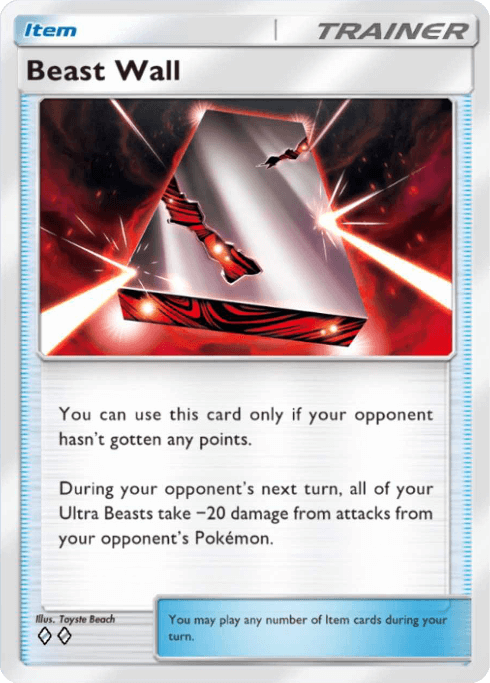 Item
TRAINER
Beast Wall
You can use this card only if your opponent
hasn't gotten any points.
During your opponent's next turn, all of your
Ultra Beasts take −20 damage from attacks from
your opponent's Pokémon.
Illus. Toyste Beach
You may play any number of Item cards during your
turn.